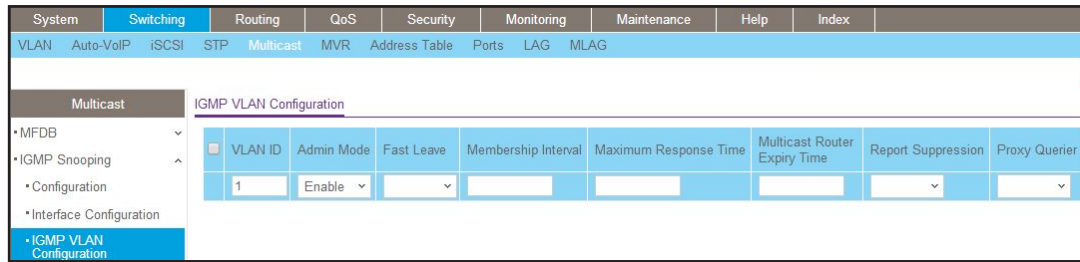 System Switching Routing QoS Security Monitoring Maintenance Help Index
VLAN Auto-VoIP iSCSI STP Multicast MVR Address Table Ports LAG MLAG
Multicast
IGMP VLAN Configuration
MFDB
IGMP Snooping
Configuration
Interface Configuration
IGMP VLAN
Configuration
VLAN ID Admin Mode Fast Leave Membership Interval Maximum Response Time Multicast Router Expiry Time Report Suppression Proxy Querier
1 Enable